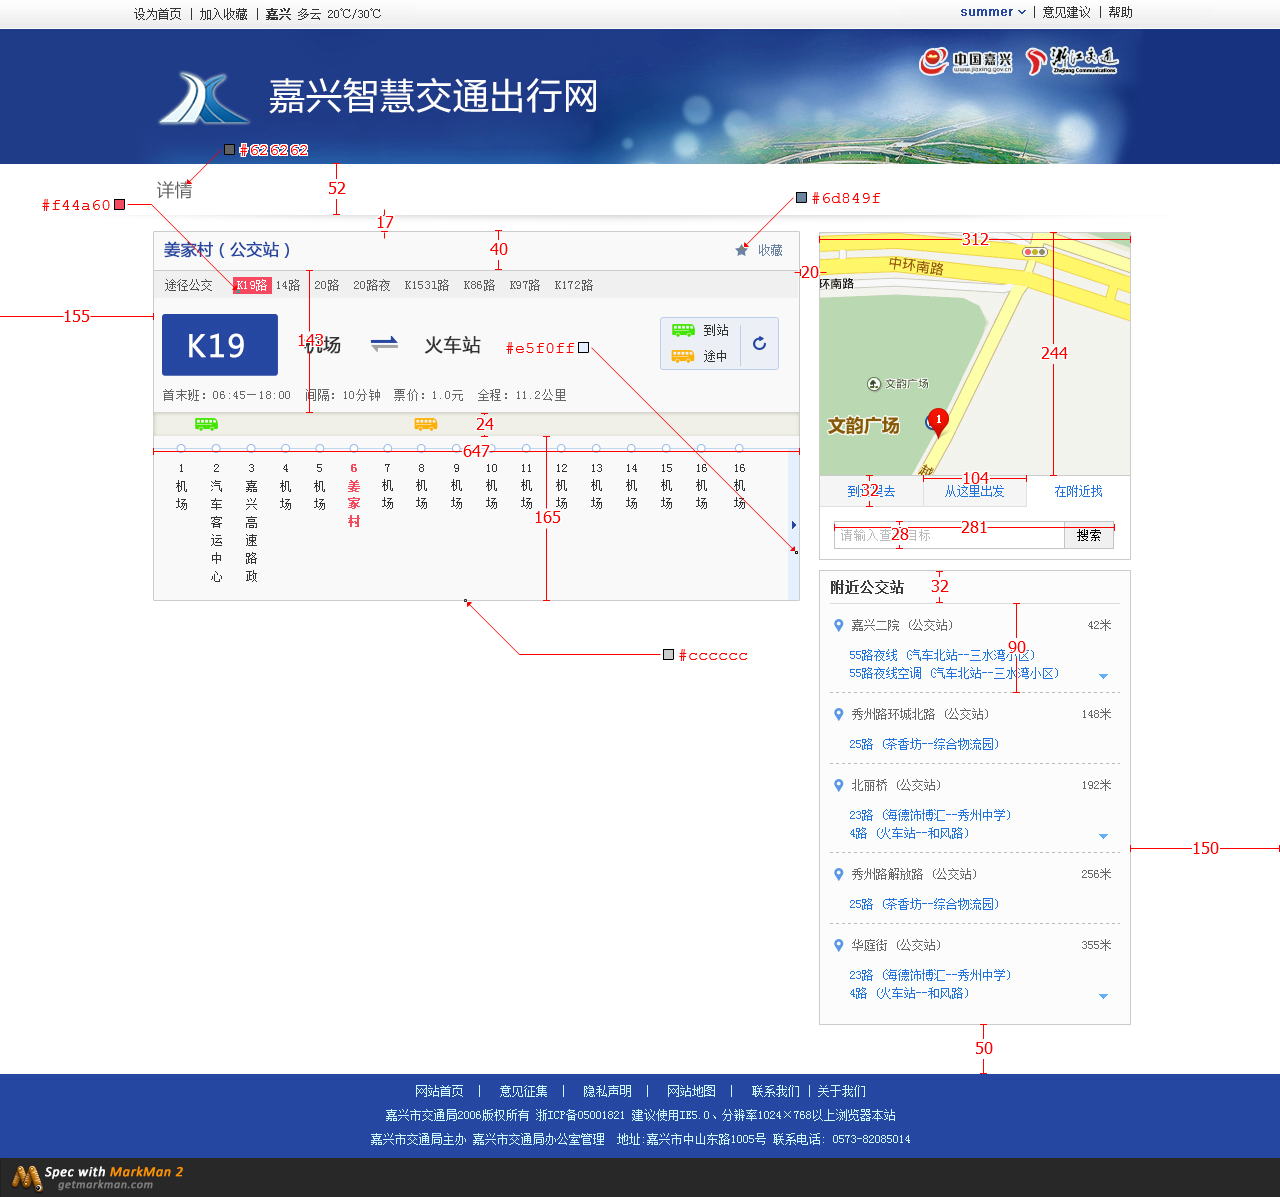 设为首页 | 加入收藏 | 嘉兴 多云 20℃/30℃
summer | 意见建议 | 帮助
中国嘉兴 浙江交通
www.jiaxing.gov.cn Zhejiang Communications
嘉兴智慧交通出行网
#626262
详情
52
#f44a60
#6d849f
17
姜家村（公交站）
40
收藏
312
20
途径公交 K19路 14路 20路 20路夜 K153l路 K86路 K97路 K172路
中环南路
环南路
155
143
K19
机场 火车站
到站
途中
#e5f0ff
244
首末班：06:45—18:00 间隔：10分钟 票价：1.0元 全程：11.2公里
文韵广场
24
文韵广场
1
647
1 机场
2 汽车客运中心
3 嘉兴高速路政
4 机场
5 机场
6 姜家村
7 机场
8 机场
9 机场
10 机场
11 机场
12 机场
13 机场
14 机场
15 机场
16 机场
16 机场
165
104
32
从这里出发 在附近找
281
28
搜索
附近公交站
32
嘉兴二院（公交站） 42米
90
55路夜线（汽车北站--三水湾小区）
55路夜线空调（汽车北站--三水湾小区）
#cccccc
秀州路环城北路（公交站） 148米
25路（茶香坊--综合物流园）
北丽桥（公交站） 192米
23路（海德饰博汇--秀州中学）
4路（火车站--和风路）
150
秀州路解放路（公交站） 256米
25路（茶香坊--综合物流园）
华庭街（公交站） 355米
23路（海德饰博汇--秀州中学）
4路（火车站--和风路）
50
网站首页 | 意见征集 | 隐私声明 | 网站地图 | 联系我们 | 关于我们
嘉兴市交通局2006版权所有 浙ICP备05001821 建议使用IE5.0、分辨率1024×768以上浏览器本站
嘉兴市交通局主办 嘉兴市交通局办公室管理 地址:嘉兴市中山东路1005号 联系电话: 0573-82085014
Spec with MarkMan 2
getmarkman.com